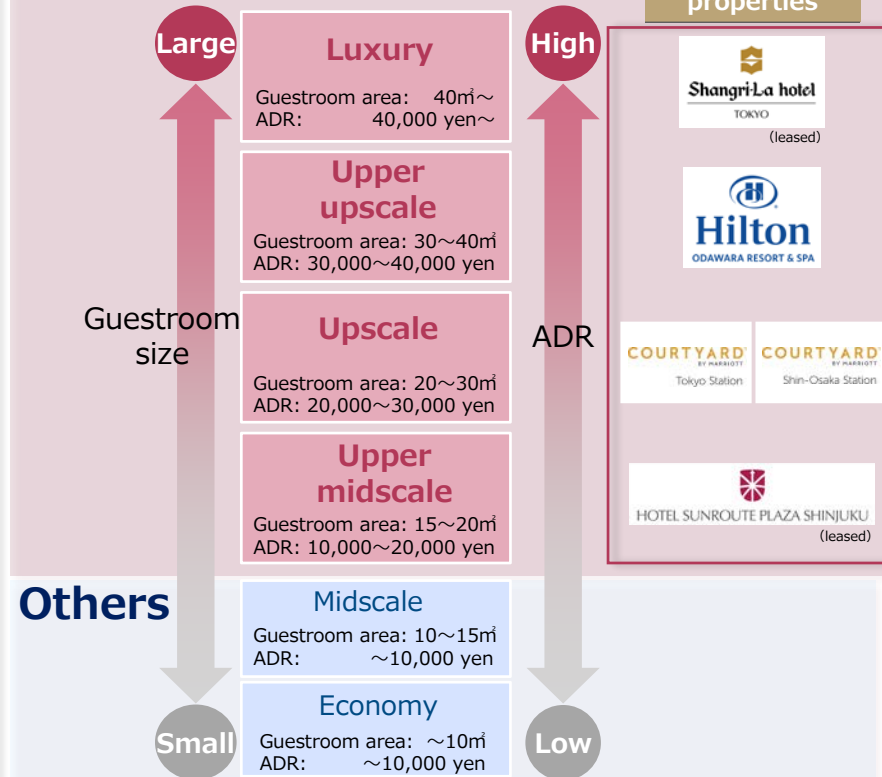 properties
Large
Luxury
Guestroom area: 40㎡～
ADR: 40,000 yen～
High
Shangri-La hotel
TOKYO
(leased)
Upper
upscale
Guestroom area: 30～40㎡
ADR: 30,000～40,000 yen
Hilton
ODAWARA RESORT & SPA
Guestroom
size
Upscale
Guestroom area: 20～30㎡
ADR: 20,000～30,000 yen
ADR
COURTYARD
BY MARRIOTT
Tokyo Station
COURTYARD
BY MARRIOTT
Shin-Osaka Station
Upper
midscale
Guestroom area: 15～20㎡
ADR: 10,000～20,000 yen
HOTEL SUNROUTE PLAZA SHINJUKU
(leased)
Others
Midscale
Guestroom area: 10～15㎡
ADR: ～10,000 yen
Economy
Guestroom area: ～10㎡
ADR: ～10,000 yen
Small
Low